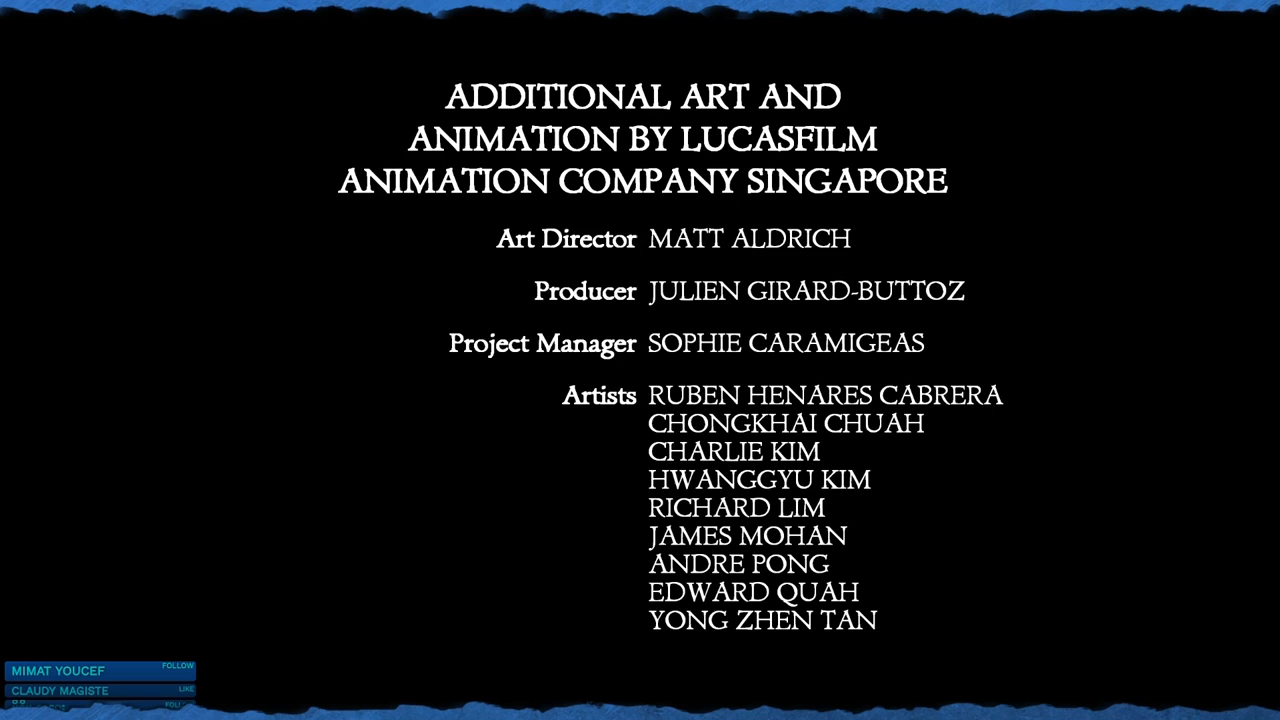 ADDITIONAL ART AND
ANIMATION BY LUCASFILM
ANIMATION COMPANY SINGAPORE
Art Director MATT ALDRICH
Producer JULIEN GIRARD-BUTTOZ
Project Manager SOPHIE CARAMIGEAS
Artists RUBEN HENARES CABRERA
CHONGKHAI CHUAH
CHARLIE KIM
HWANGGYU KIM
RICHARD LIM
JAMES MOHAN
ANDRE PONG
EDWARD QUAH
YONG ZHEN TAN
MIMAT YOUCEF FOLLOW
CLAUDY MAGISTE LIKE